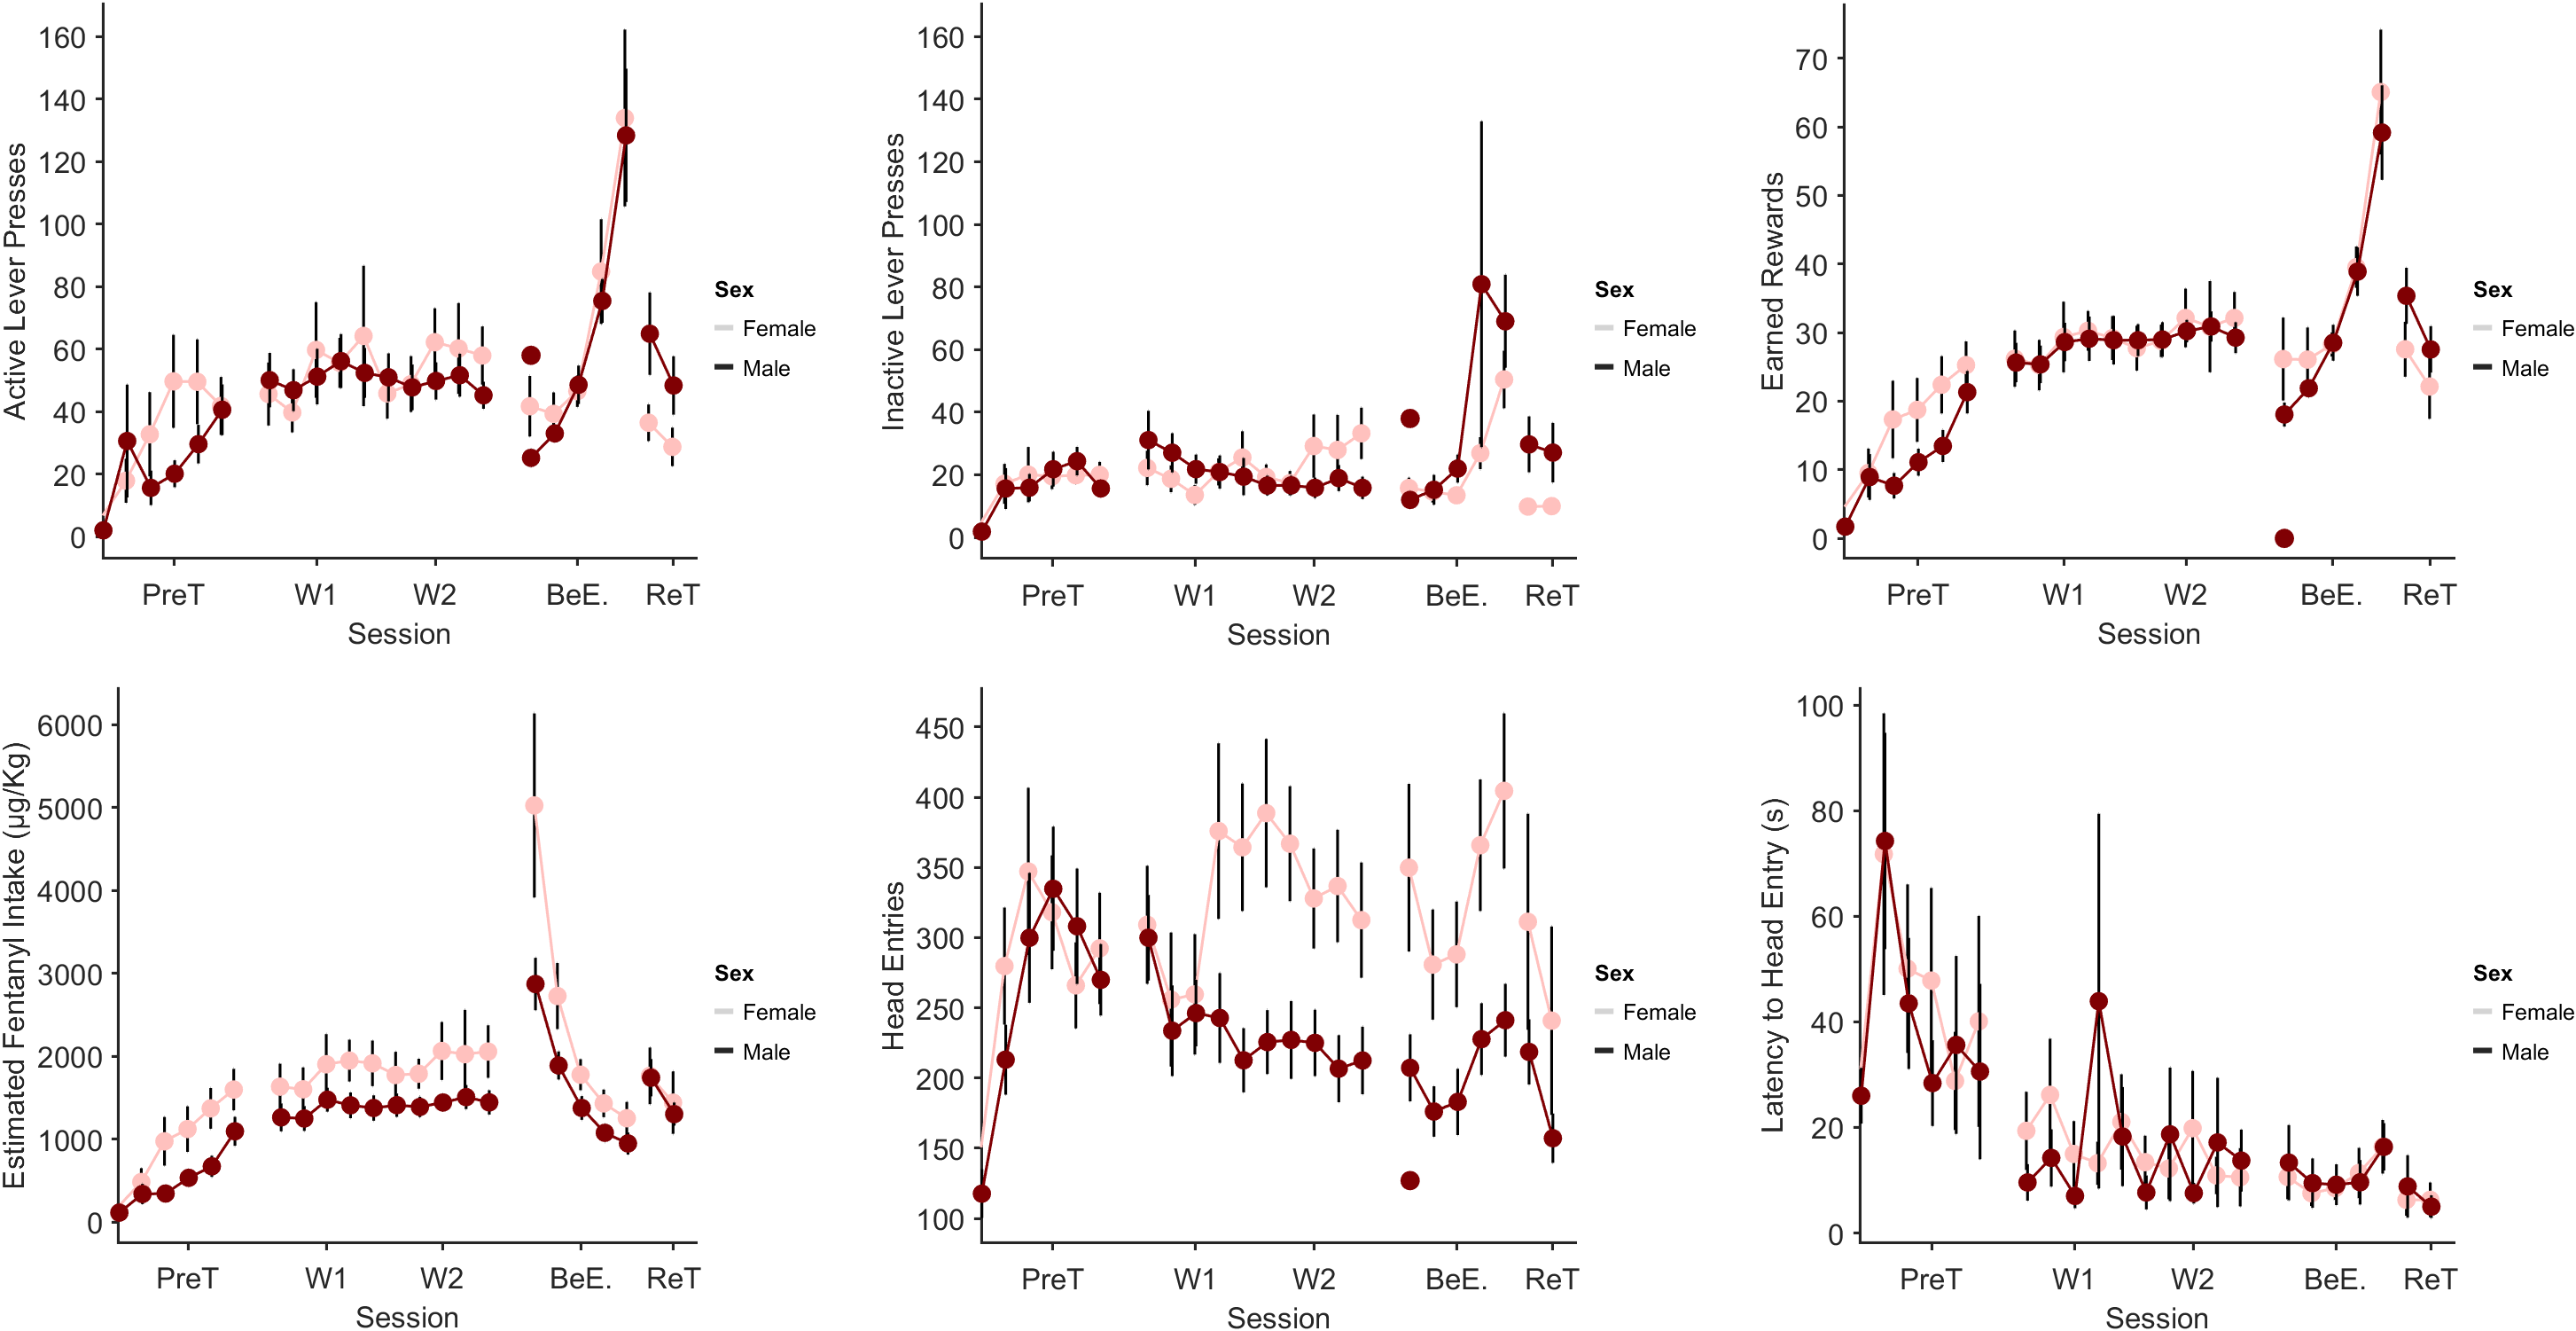 Active Lever Presses
160
140
120
100
80
60
40
20
0
PreT W1 W2 BeE. ReT
Session
Sex
Female
Male
Inactive Lever Presses
160
140
120
100
80
60
40
20
0
PreT W1 W2 BeE. ReT
Session
Sex
Female
Male
Earned Rewards
70
60
50
40
30
20
10
0
PreT W1 W2 BeE. ReT
Session
Sex
Female
Male
Estimated Fentanyl Intake (µg/Kg)
6000
5000
4000
3000
2000
1000
0
PreT W1 W2 BeE. ReT
Session
Sex
Female
Male
Head Entries
450
400
350
300
250
200
150
100
PreT W1 W2 BeE. ReT
Session
Sex
Female
Male
Latency to Head Entry (s)
100
80
60
40
20
0
PreT W1 W2 BeE. ReT
Session
Sex
Female
Male